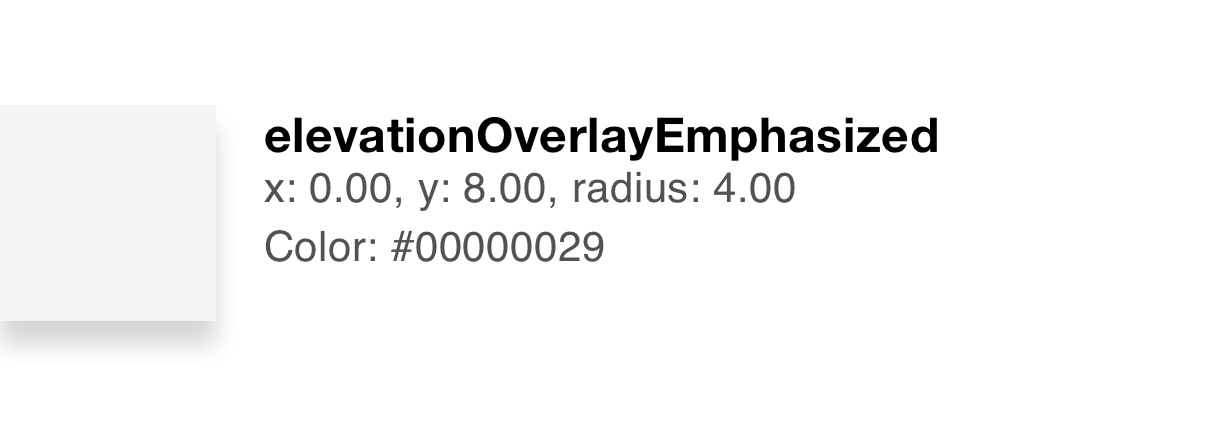 elevationOverlayEmphasized
x: 0.00, y: 8.00, radius: 4.00
Color: #00000029